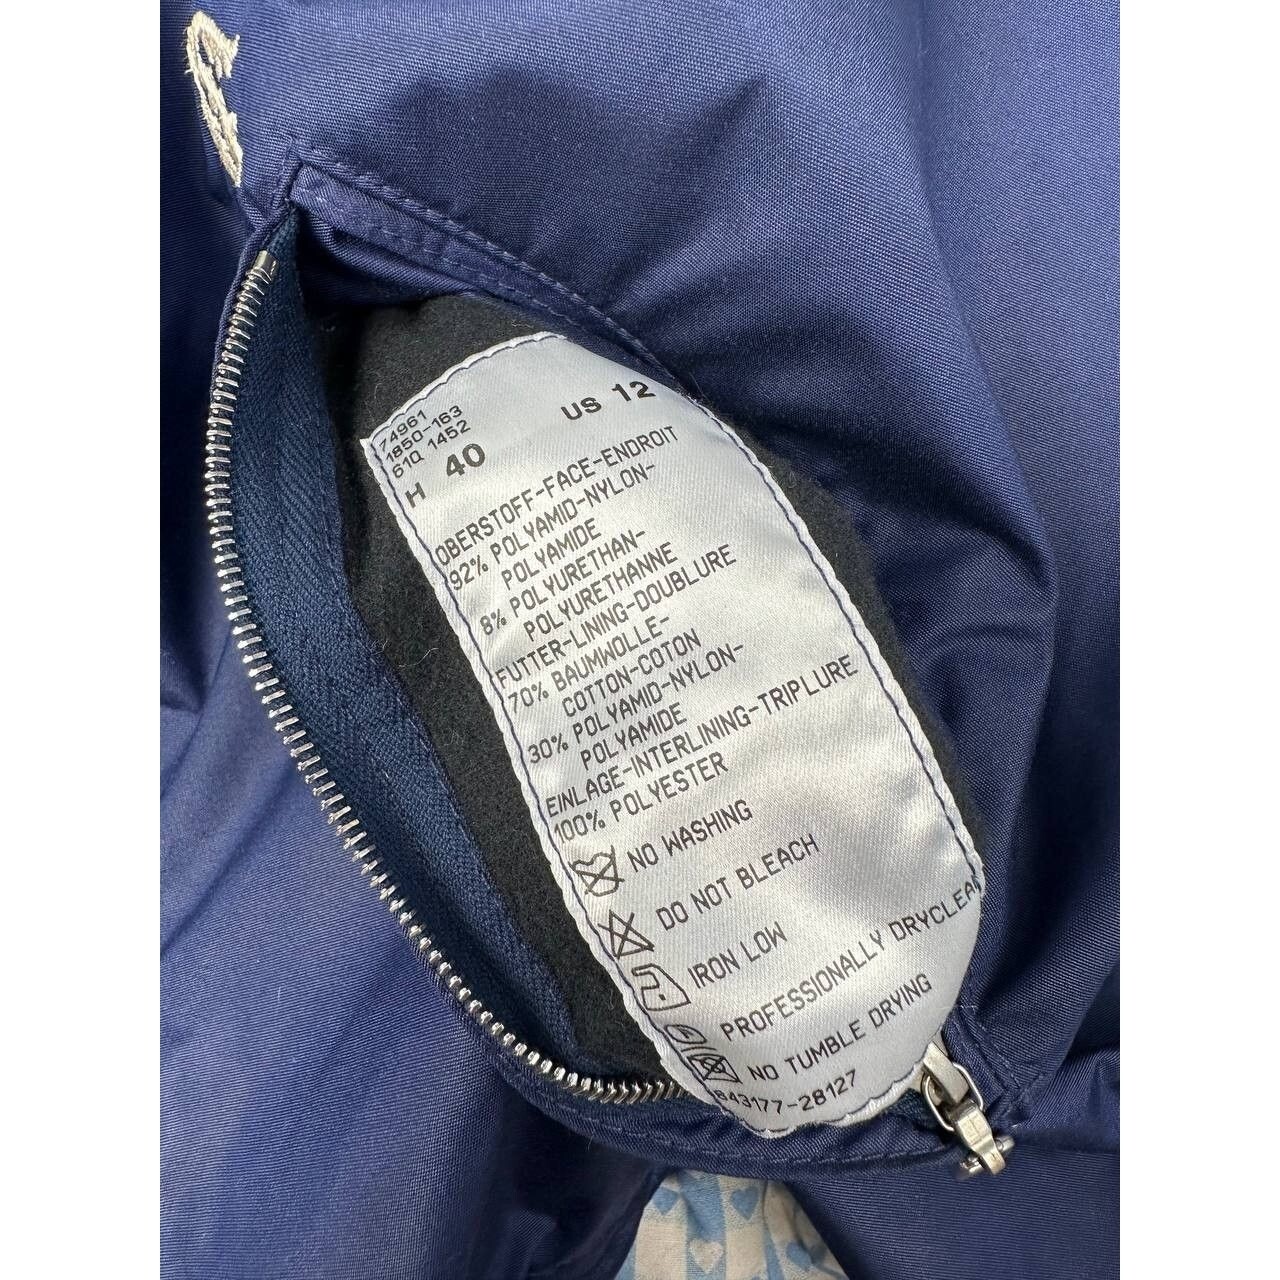 74961
1850-163
61Q 1452
H 40
US 12
OBERSTOFF-FACE-ENDROIT
92% POLYAMID-NYLON-
POLYAMIDE
8% POLYURETHAN-
POLYURETHANNE
FUTTER-LINING-DOUBLURE
70% BAUMWOLLE-
COTTON-COTON
30% POLYAMID-NYLON-
POLYAMIDE
EINLAGE-INTERLINING-TRIPLURE
100% POLYESTER
NO WASHING
DO NOT BLEACH
IRON LOW
PROFESSIONALLY DRYCLEA
NO TUMBLE DRYING
843177-28127